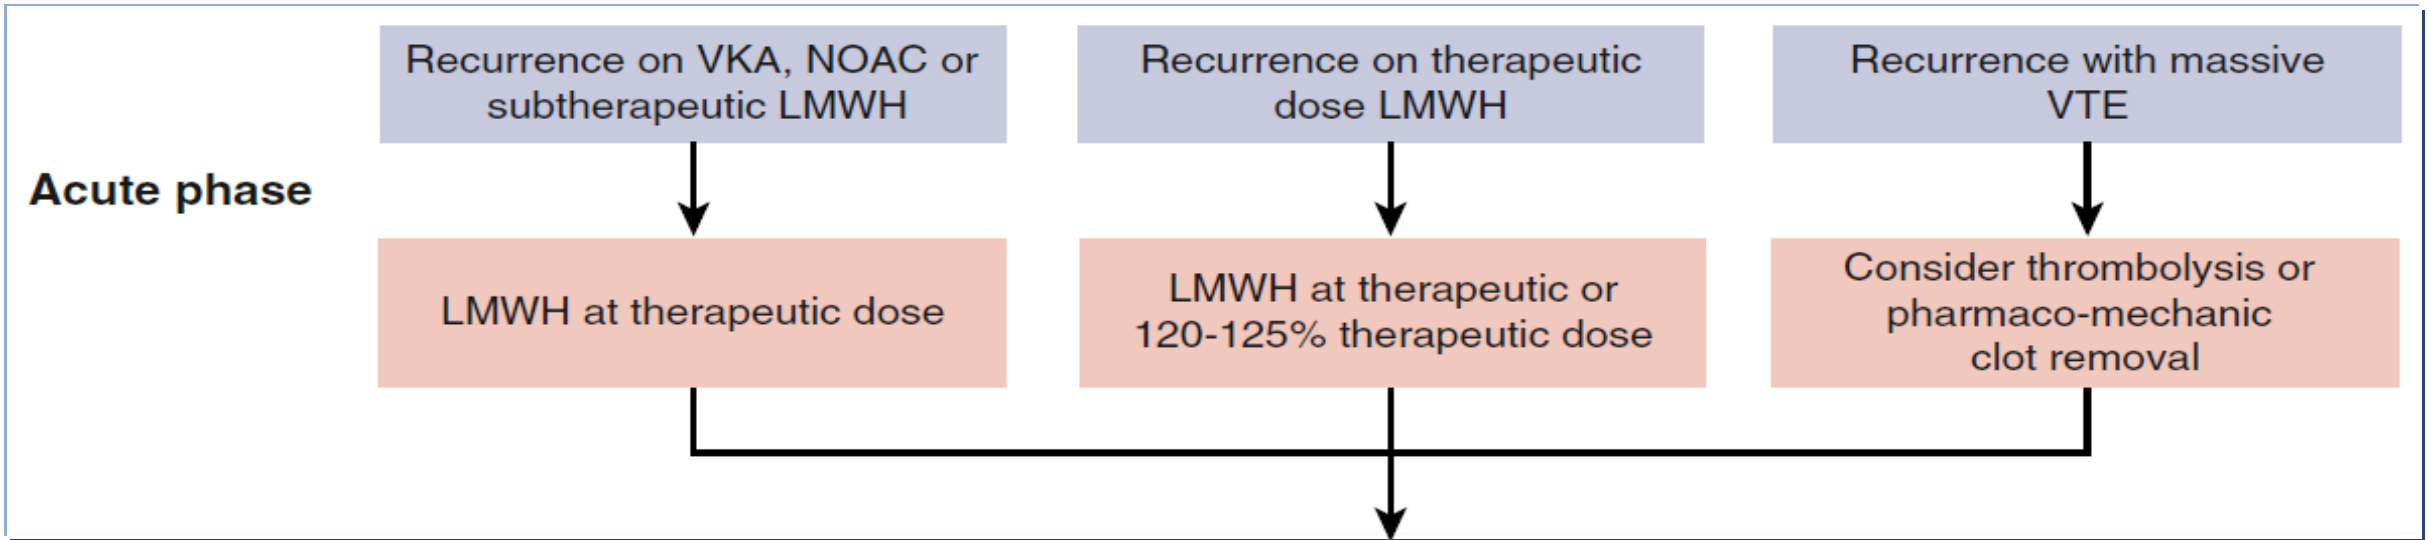 Recurrence on VKA, NOAC or
subtherapeutic LMWH
Recurrence on therapeutic
dose LMWH
Recurrence with massive
VTE
Acute phase
LMWH at therapeutic dose
LMWH at therapeutic or
120-125% therapeutic dose
Consider thrombolysis or
pharmaco-mechanic
clot removal